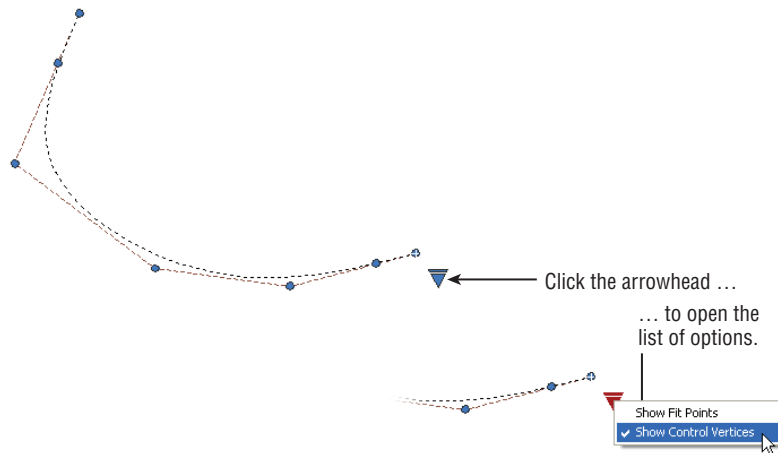 Click the arrowhead …
… to open the
list of options.
Show Fit Points
Show Control Vertices